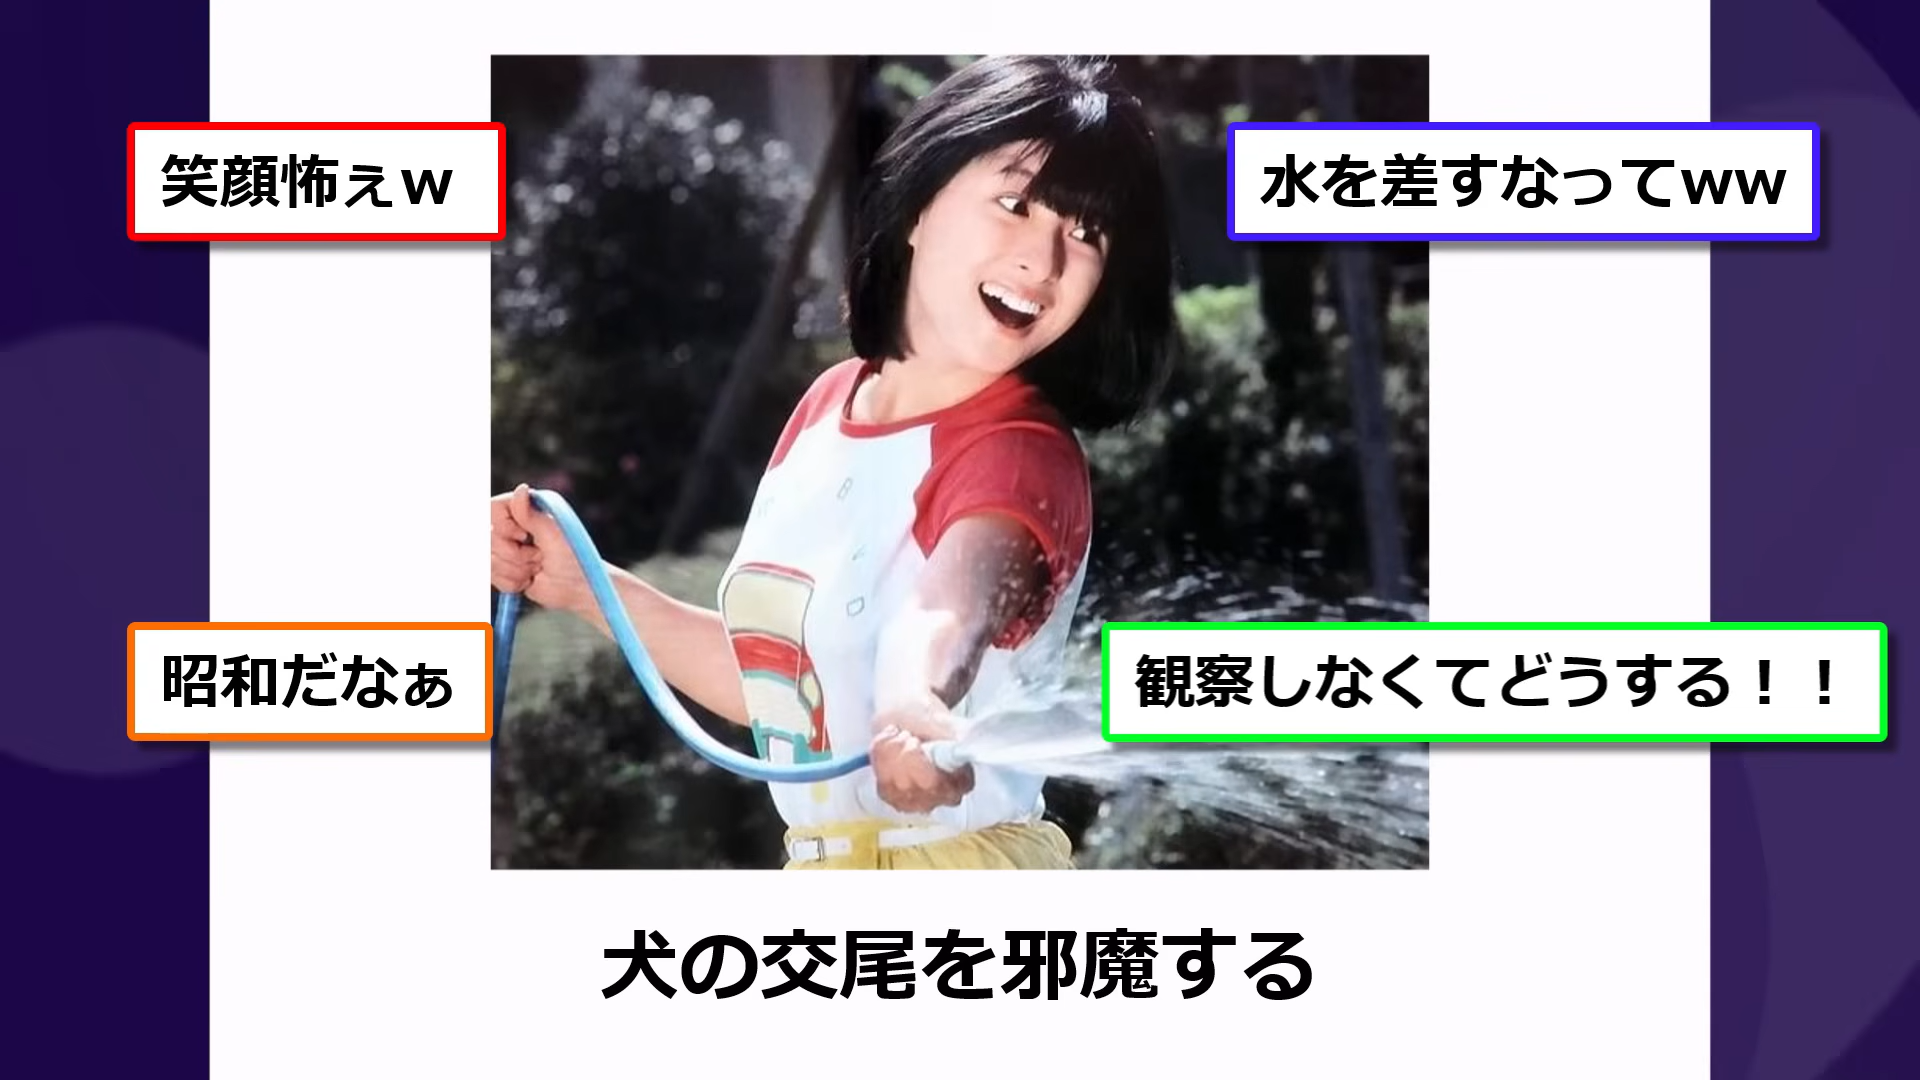 笑顔怖ぇw
水を差すなってww
昭和だなぁ
観察しなくてどうする！！
犬の交尾を邪魔する